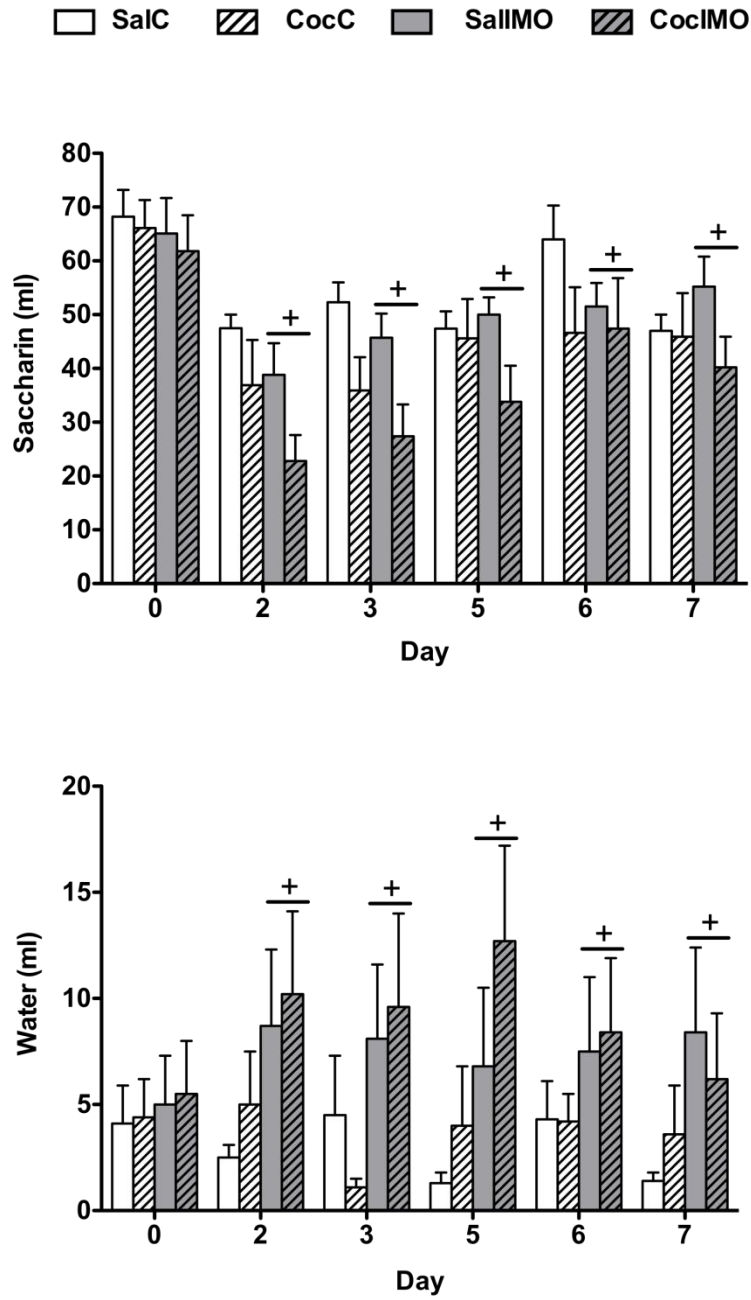 SalC CocC SalIMO CocIMO
80
70
60
50
40
30
20
10
0
Saccharin (ml)
+ + + + +
0 2 3 5 6 7
Day
20
15
10
5
0
Water (ml)
+ + + + +
0 2 3 5 6 7
Day